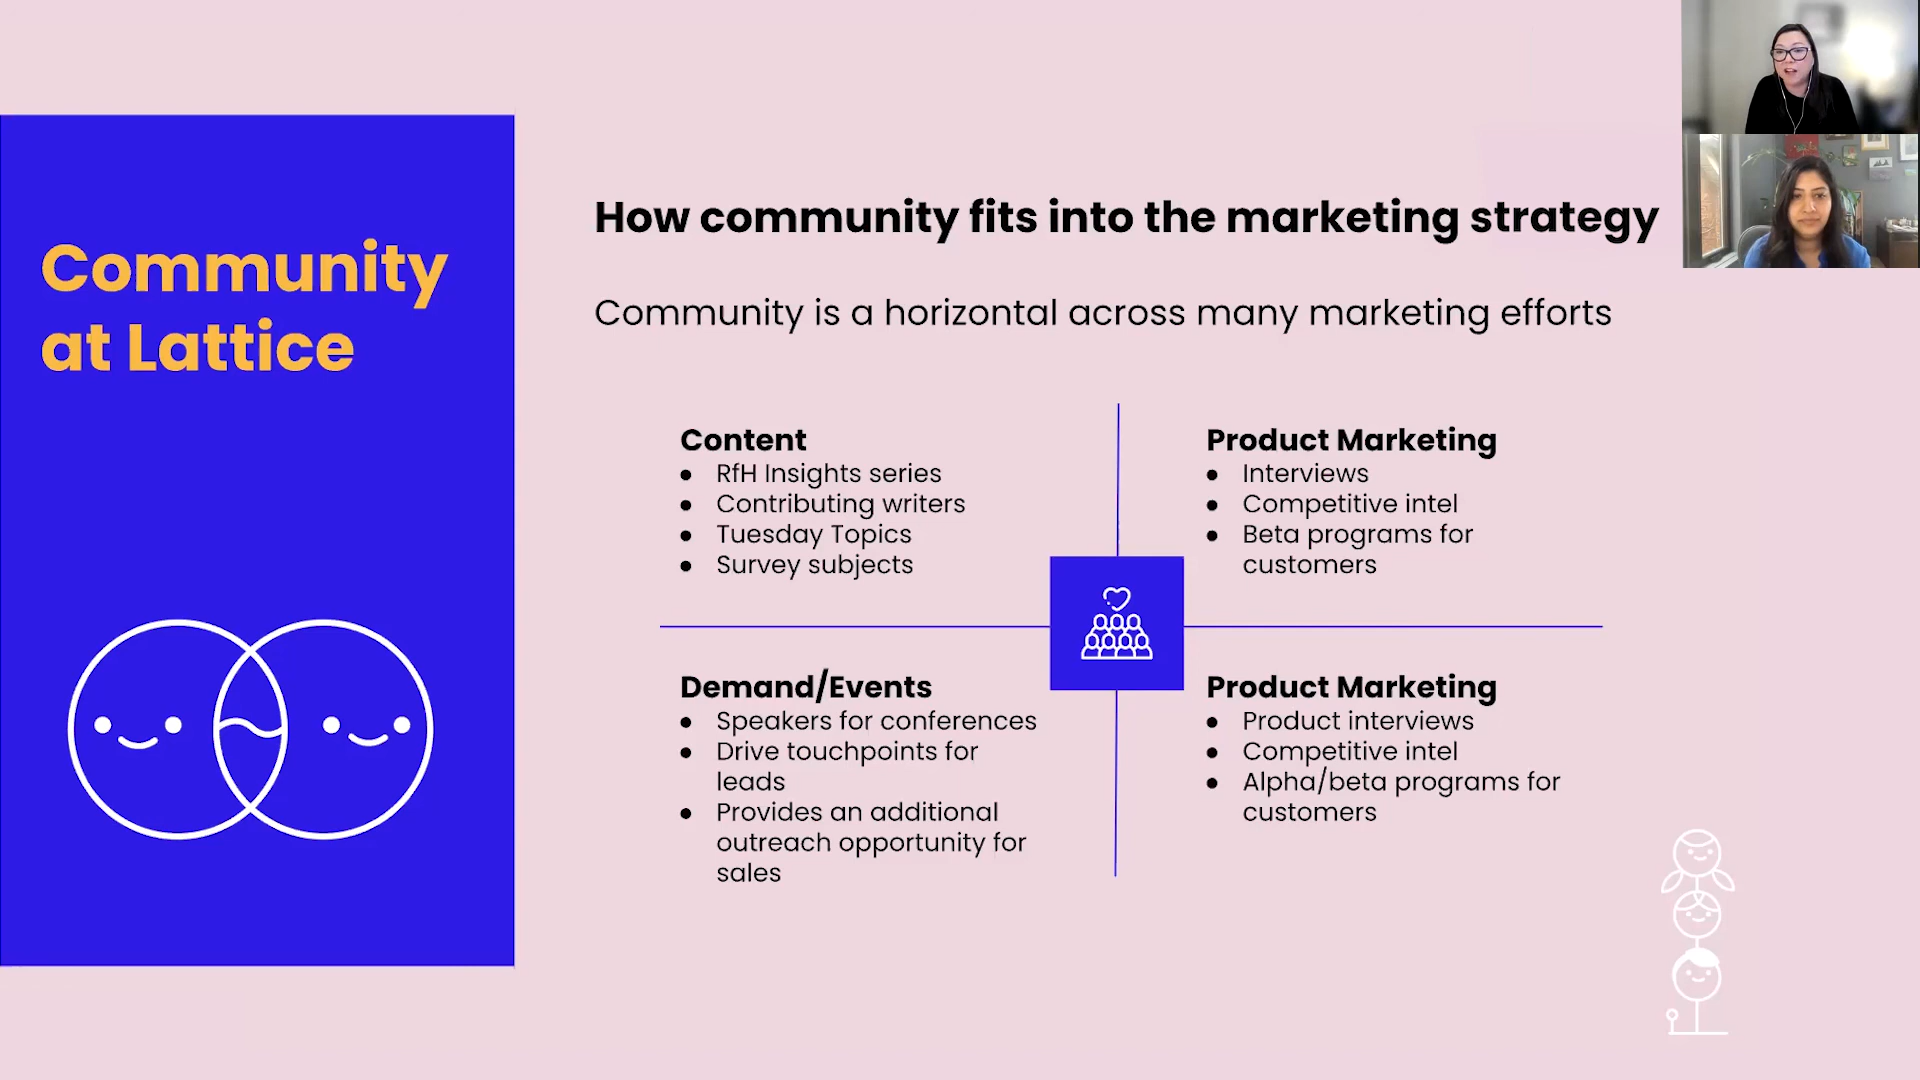 Community
at Lattice
How community fits into the marketing strategy
Community is a horizontal across many marketing efforts
Content
● RfH Insights series
● Contributing writers
● Tuesday Topics
● Survey subjects
Product Marketing
● Interviews
● Competitive intel
● Beta programs for
customers
Demand/Events
● Speakers for conferences
● Drive touchpoints for
leads
● Provides an additional
outreach opportunity for
sales
Product Marketing
● Product interviews
● Competitive intel
● Alpha/beta programs for
customers